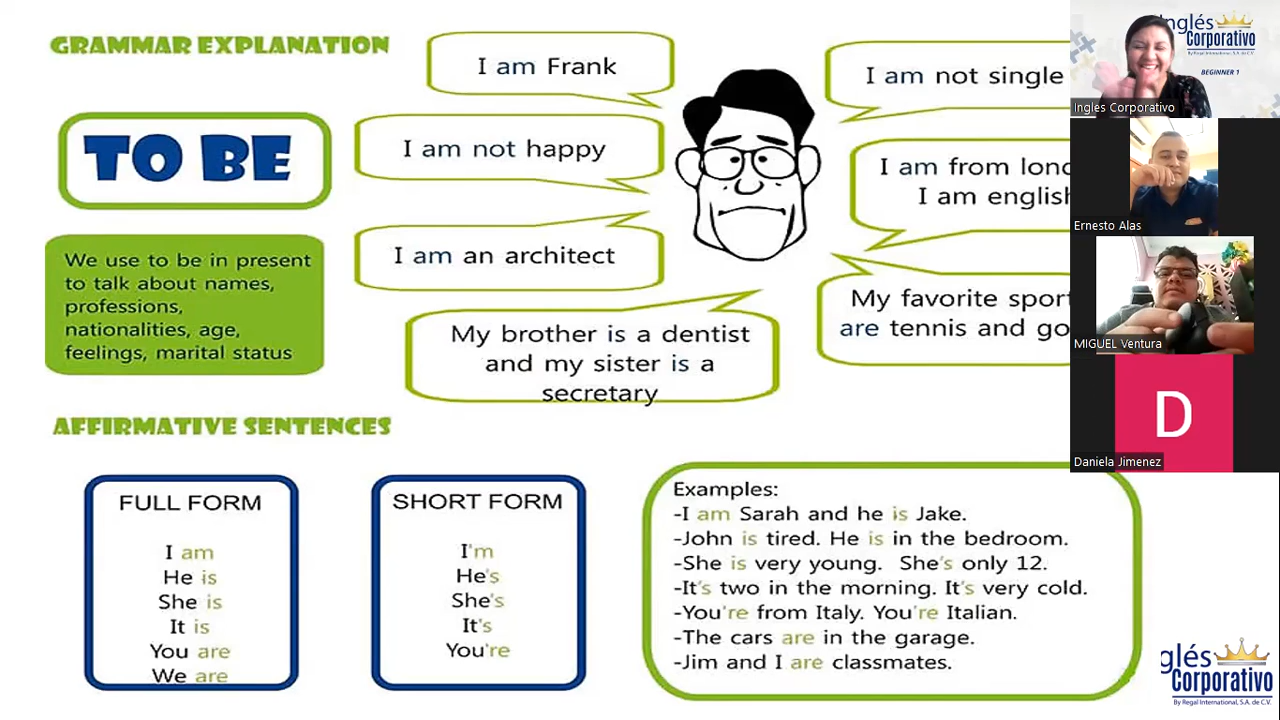 GRAMMAR EXPLANATION
I am Frank
I am not single
TO BE
I am not happy
I am from lond
I am english
We use to be in present
to talk about names,
professions,
nationalities, age,
feelings, marital status
I am an architect
My brother is a dentist
and my sister is a
secretary
My favorite sport
are tennis and go
AFFIRMATIVE SENTENCES
FULL FORM
I am
He is
She is
It is
You are
We are
SHORT FORM
I'm
He's
She's
It's
You're
Examples:
-I am Sarah and he is Jake.
-John is tired. He is in the bedroom.
-She is very young. She's only 12.
-It's two in the morning. It's very cold.
-You're from Italy. You're Italian.
-The cars are in the garage.
-Jim and I are classmates.
Inglés
Corporativo
By Regal International, S.A. de C.V.
BEGINNER 1
Ingles Corporativo
Ernesto Alas
MIGUEL Ventura
D
Daniela Jimenez
glés
Corporativo
By Regal International, S.A. de C.V.